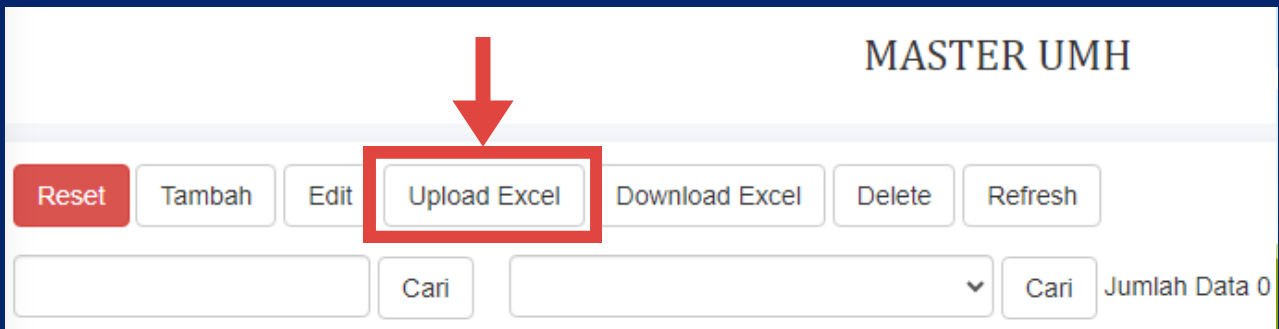 MASTER UMH
Reset Tambah Edit Upload Excel Download Excel Delete Refresh
Cari Cari Jumlah Data 0